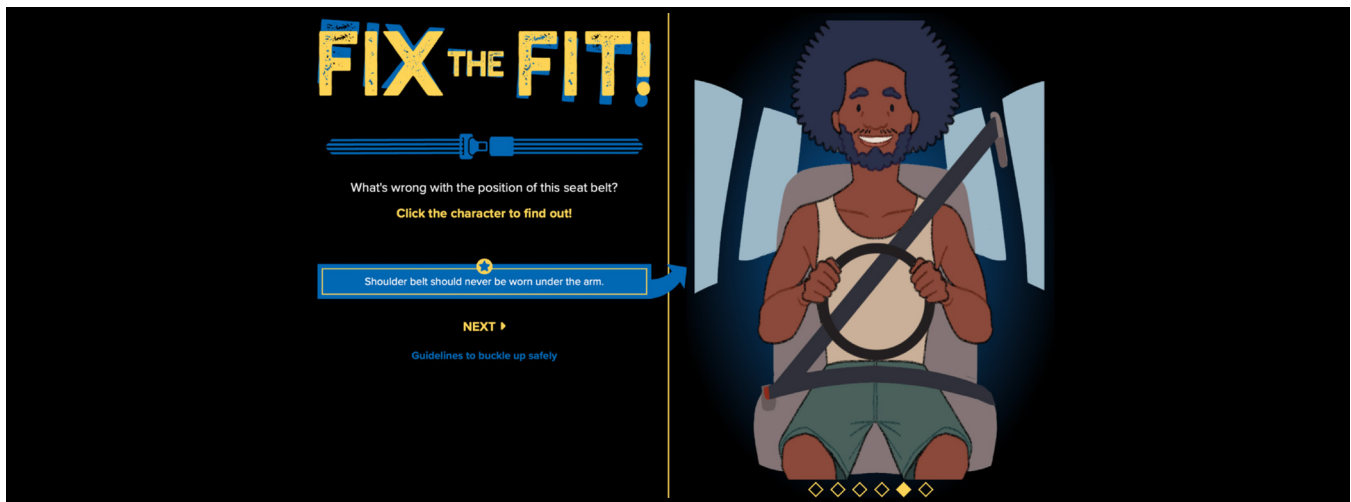 FIX THE FIT!
What's wrong with the position of this seat belt?
Click the character to find out!
Shoulder belt should never be worn under the arm.
NEXT
Guidelines to buckle up safely